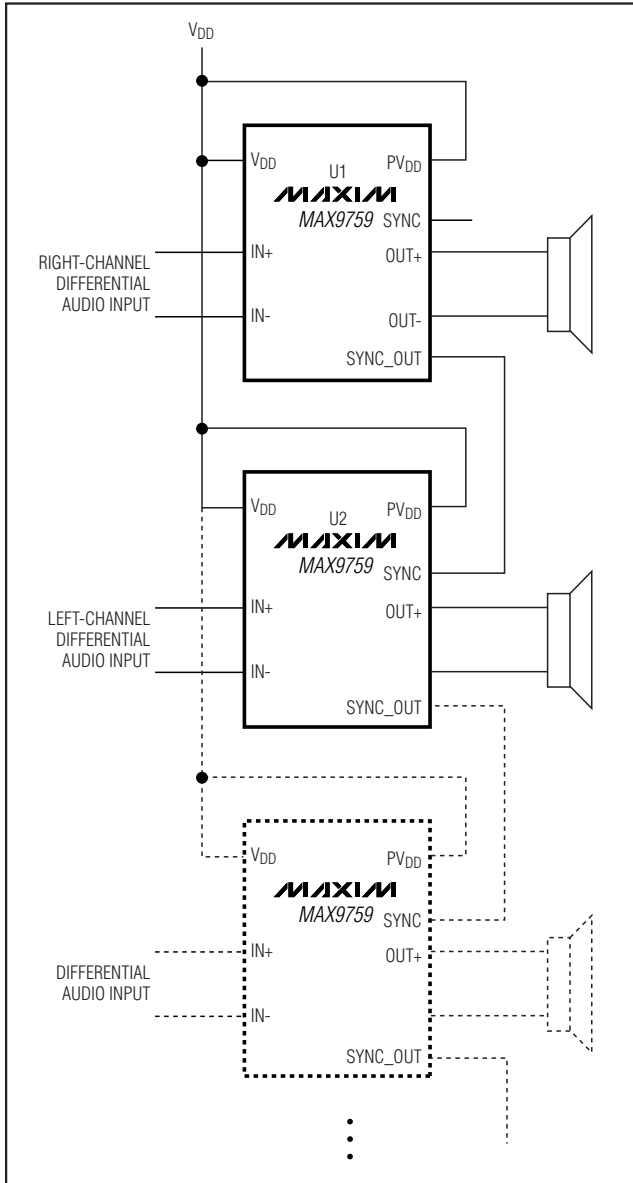 VDD
VDD
U1
PVDD
MAXIM
MAX9759
SYNC
RIGHT-CHANNEL
DIFFERENTIAL
AUDIO INPUT
IN+
OUT+
IN-
OUT-
SYNC_OUT
VDD
U2
PVDD
MAXIM
MAX9759
SYNC
LEFT-CHANNEL
DIFFERENTIAL
AUDIO INPUT
IN+
OUT+
IN-
SYNC_OUT
VDD
PVDD
MAXIM
MAX9759
SYNC
DIFFERENTIAL
AUDIO INPUT
IN+
OUT+
IN-
SYNC_OUT